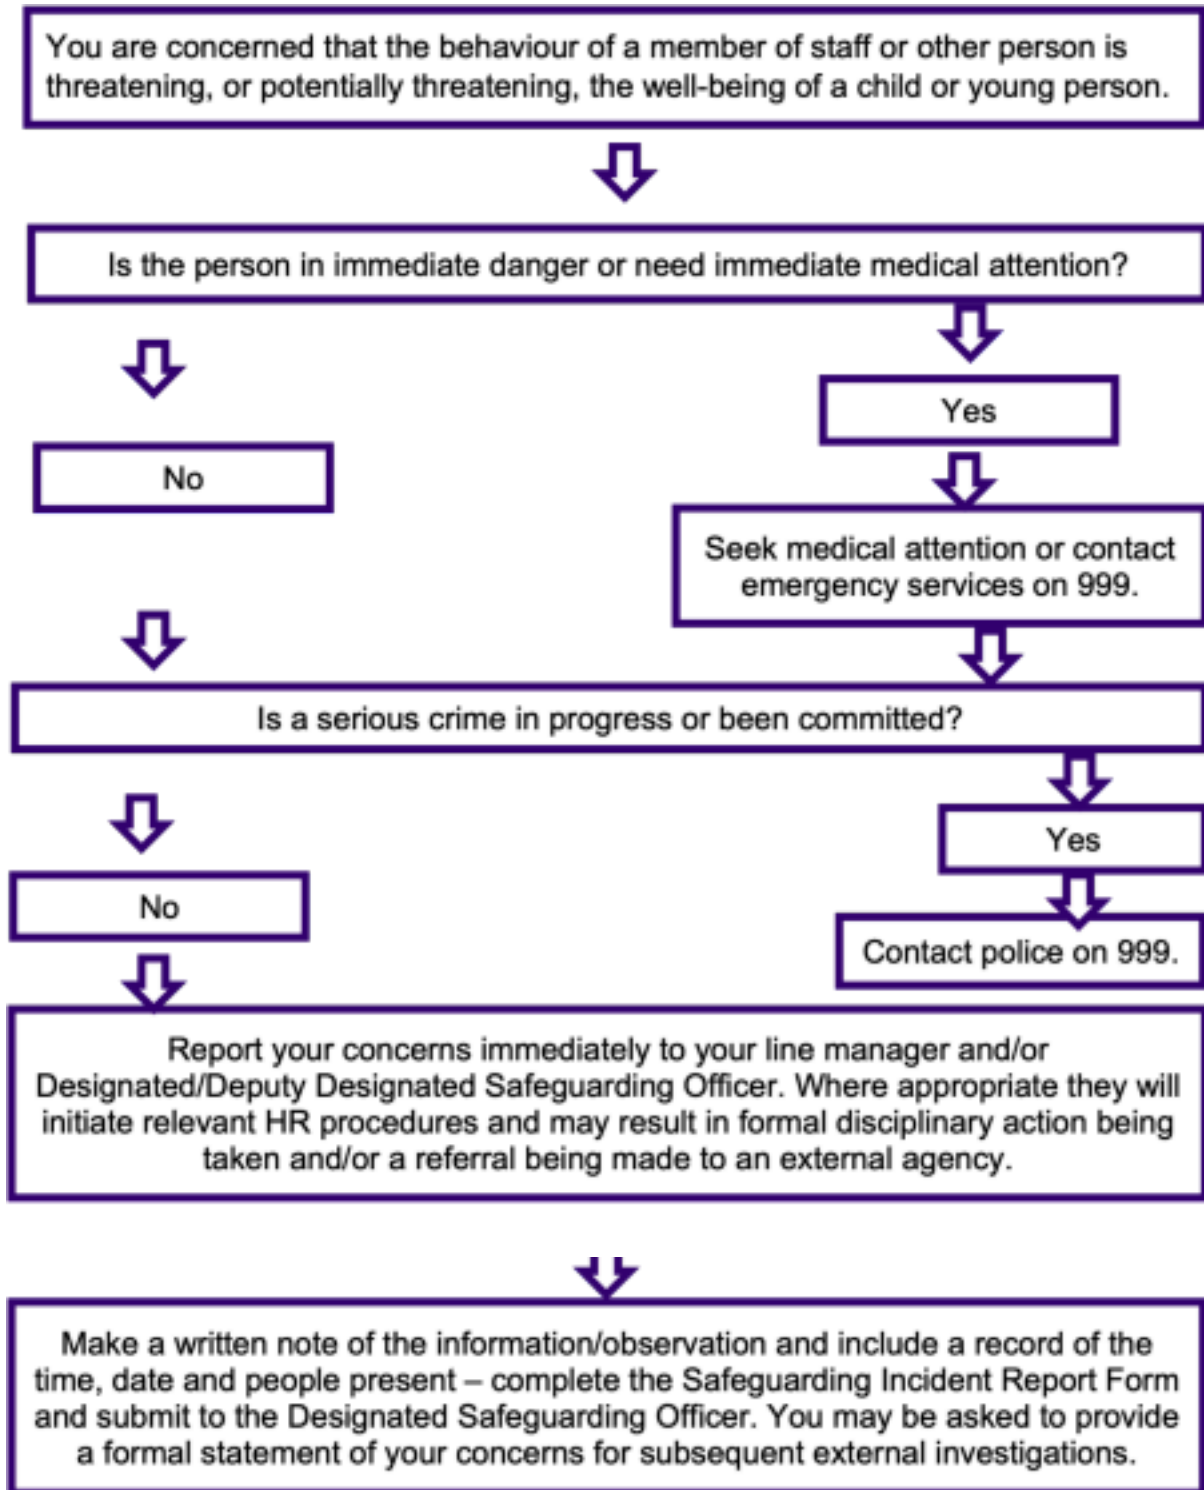 You are concerned that the behaviour of a member of staff or other person is
threatening, or potentially threatening, the well-being of a child or young person.
Is the person in immediate danger or need immediate medical attention?
Yes
No
Seek medical attention or contact
emergency services on 999.
Is a serious crime in progress or been committed?
Yes
No
Contact police on 999.
Report your concerns immediately to your line manager and/or
Designated/Deputy Designated Safeguarding Officer. Where appropriate they will
initiate relevant HR procedures and may result in formal disciplinary action being
taken and/or a referral being made to an external agency.
Make a written note of the information/observation and include a record of the
time, date and people present – complete the Safeguarding Incident Report Form
and submit to the Designated Safeguarding Officer. You may be asked to provide
a formal statement of your concerns for subsequent external investigations.